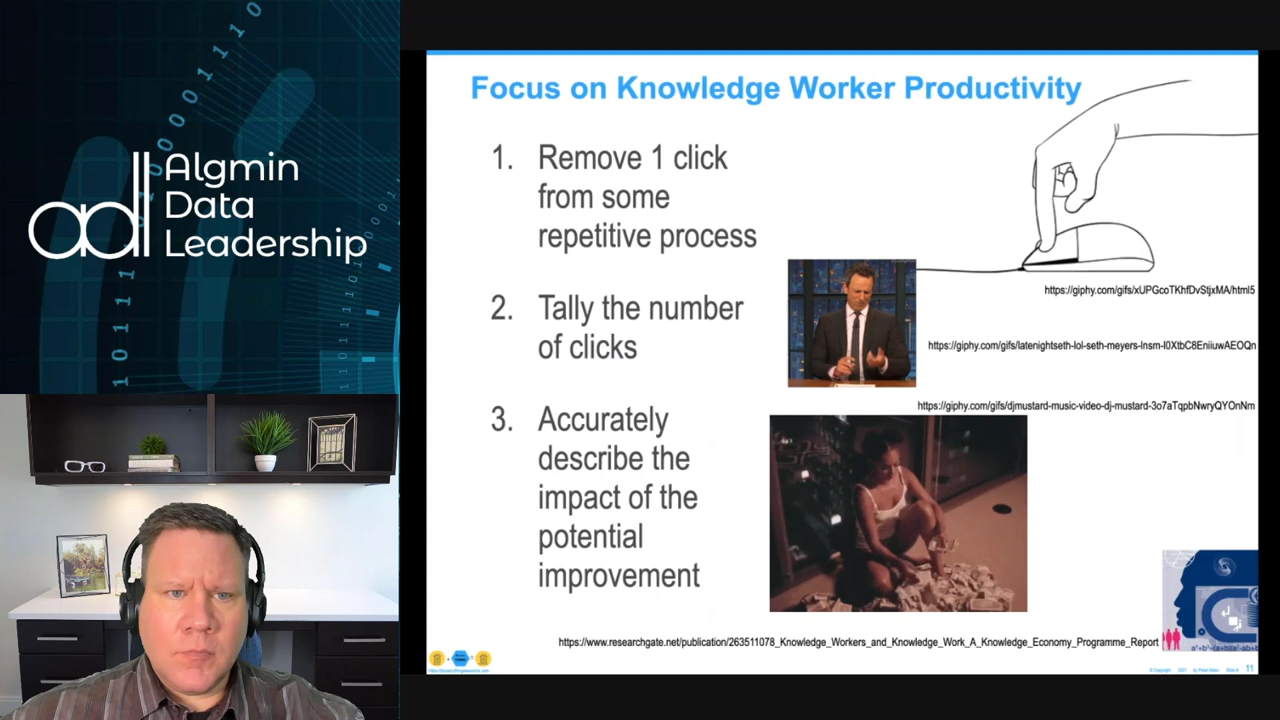 Algmin
Data
Leadership
Focus on Knowledge Worker Productivity
1. Remove 1 click
from some
repetitive process
https://giphy.com/gifs/xUPGcoTKhfDvStjxMA/html5
2. Tally the number
of clicks
https://giphy.com/gifs/latenightseth-lol-seth-meyers-lnsm-l0XtbC8EniiuwAEOQn
https://giphy.com/gifs/djmustard-music-video-dj-mustard-3o7aTqpbNwryQYOnNm
3. Accurately
describe the
impact of the
potential
improvement
https://www.researchgate.net/publication/263511078_Knowledge_Workers_and_Knowledge_Work_A_Knowledge_Economy_Programme_Report
11